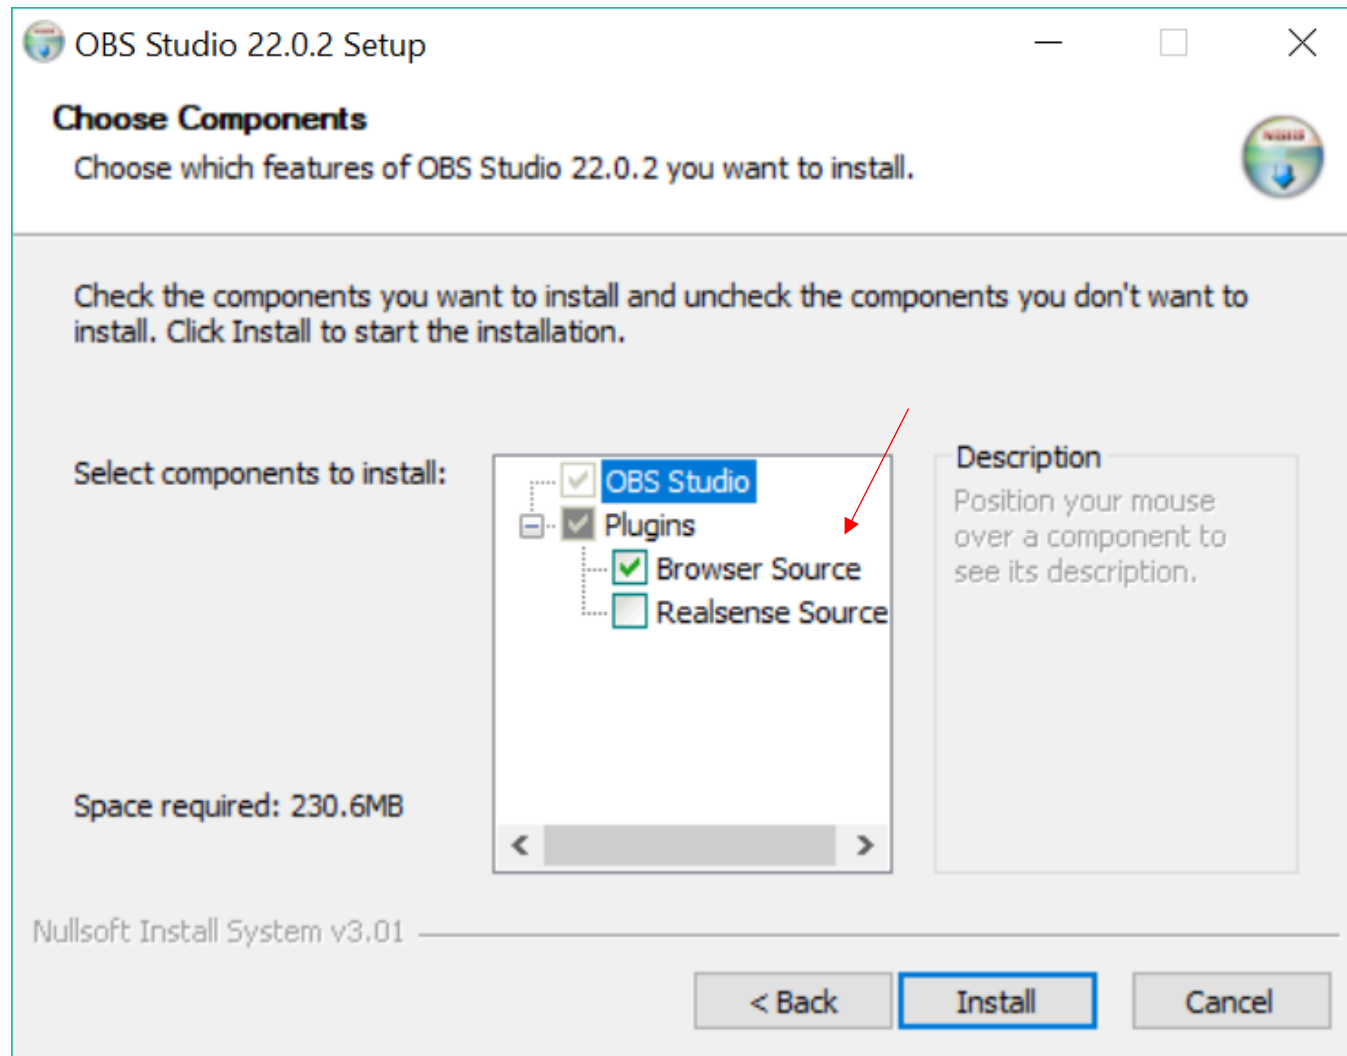 OBS Studio 22.0.2 Setup
Choose Components
Choose which features of OBS Studio 22.0.2 you want to install.
NSIS
Check the components you want to install and uncheck the components you don't want to
install. Click Install to start the installation.
Select components to install:
OBS Studio
Plugins
Browser Source
Realsense Source
Description
Position your mouse
over a component to
see its description.
Space required: 230.6MB
Nullsoft Install System v3.01
< Back
Install
Cancel